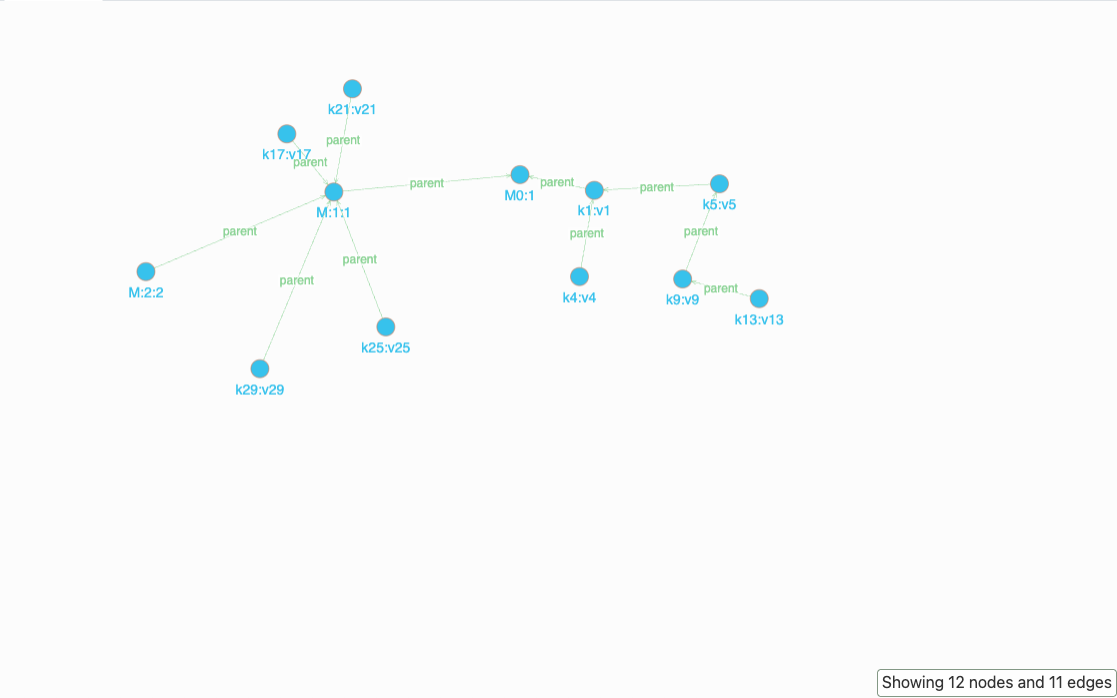 k21:v21
parent
k17:v17
parent
M:1:1
parent
M0:1
parent
k1:v1
parent
k5:v5
parent
M:2:2
parent
k4:v4
parent
k9:v9
parent
k13:v13
parent
k25:v25
parent
k29:v29
parent
Showing 12 nodes and 11 edges